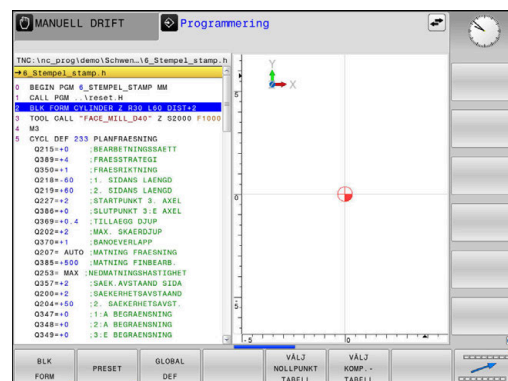 MANUELL DRIFT
Programmering
TNC:\nc_prog\demo\Schwen…\6_Stempel_stamp.h
→6_Stempel_stamp.h
0 BEGIN PGM 6_STEMPEL_STAMP MM
1 CALL PGM ..\reset.H
2 BLK FORM CYLINDER Z R30 L60 DIST+2
3 TOOL CALL "FACE_MILL_D40" Z S2000 F1000
4 M3
5 CYCL DEF 233 PLANFRAESNING
Q215=+0 ;BEARBETNINGSSAETT
Q389=+4 ;FRAESSTRATEGI
Q350=+1 ;FRAESRIKTNING
Q218=-60 ;1. SIDANS LAENGD
Q219=+60 ;2. SIDANS LAENGD
Q227=+2 ;STARTPUNKT 3. AXEL
Q386=+0 ;SLUTPUNKT 3:E AXEL
Q369=+0.4 ;TILLAEGG DJUP
Q202=+2 ;MAX. SKAERDJUP
Q370=+1 ;BANOEVERLAPP
Q207= AUTO ;MATNING FRAESNING
Q385=+500 ;MATNING FINBEARB.
Q253= MAX ;NEDMATNINGSHASTIGHET
Q357=+2 ;SAEK.AVSTAAND SIDA
Q200=+2 ;SAEKERHETSAVSTAAND
Q204=+50 ;2. SAEKERHETSAVST.
Q347=+0 ;1:A BEGRAENSNING
Q348=+0 ;2:A BEGRAENSNING
Q349=+0 ;3:E BEGRAENSNING
Y
X
5
0
-5
-5
0
BLK
FORM
PRESET
GLOBAL
DEF
VÄLJ
NOLLPUNKT
TABELL
VÄLJ
KOMP.-
TABELL